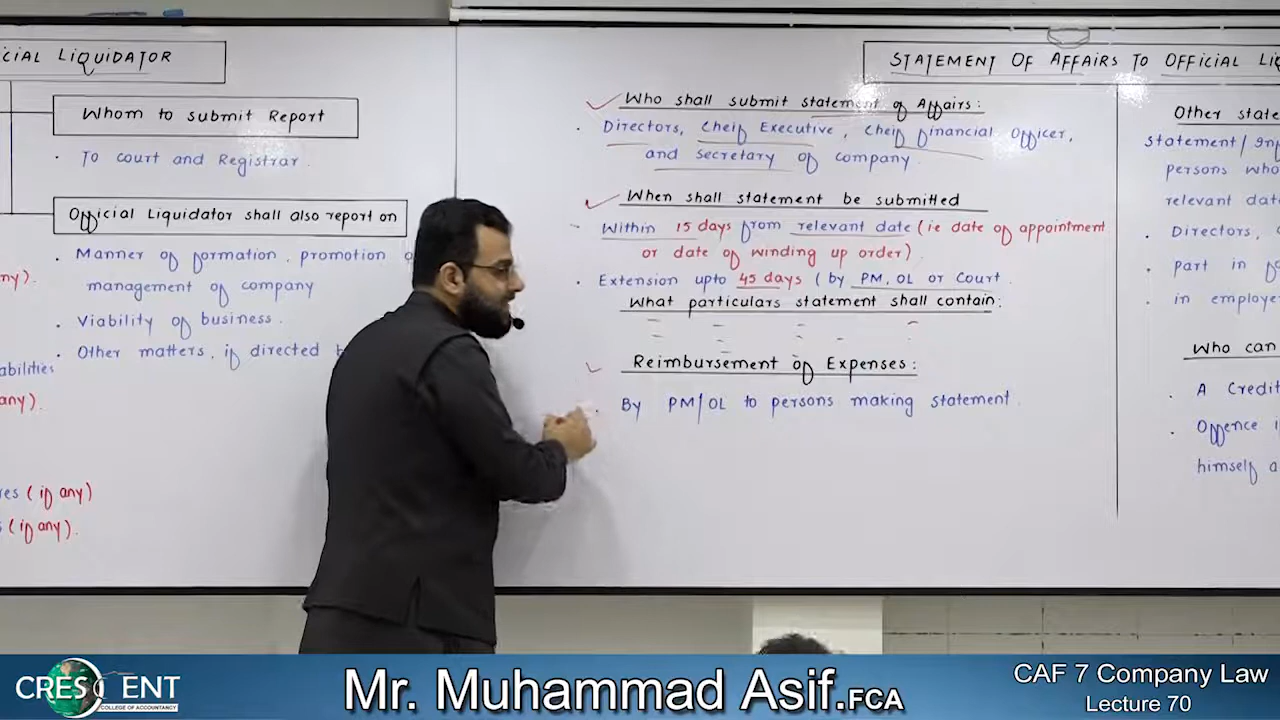 CIAL LIQUIDATOR
Whom to submit Report
. To court and Registrar.
Official Liquidator shall also report on
. Manner of formation, promotion
management of company
ny).
. Viability of business.
. Other matters, if directed
abilities
any).
res (if any)
s (if any).
STATEMENT OF AFFAIRS TO OFFICIAL LIQ
Who shall submit statement of Affairs:
. Directors, Cheif Executive, Cheif financial Officer,
and secretary of company.
When shall statement be submitted
- Within 15 days from relevant date (ie date of appointment
or date of winding up order)
. Extension upto 45 days (by PM, OL or Court.
What particulars statement shall contain:
Reimbursement of Expenses:
. By PM/OL to persons making statement.
Other state
statement/ Inf
persons who
relevant dat
. Directors,
. part in fo
. in employe
Who can
. A Credit
. Offence i
himself a
CRESCENT
COLLEGE OF ACCOUNTANCY
Mr. Muhammad Asif.FCA
CAF 7 Company Law
Lecture 70